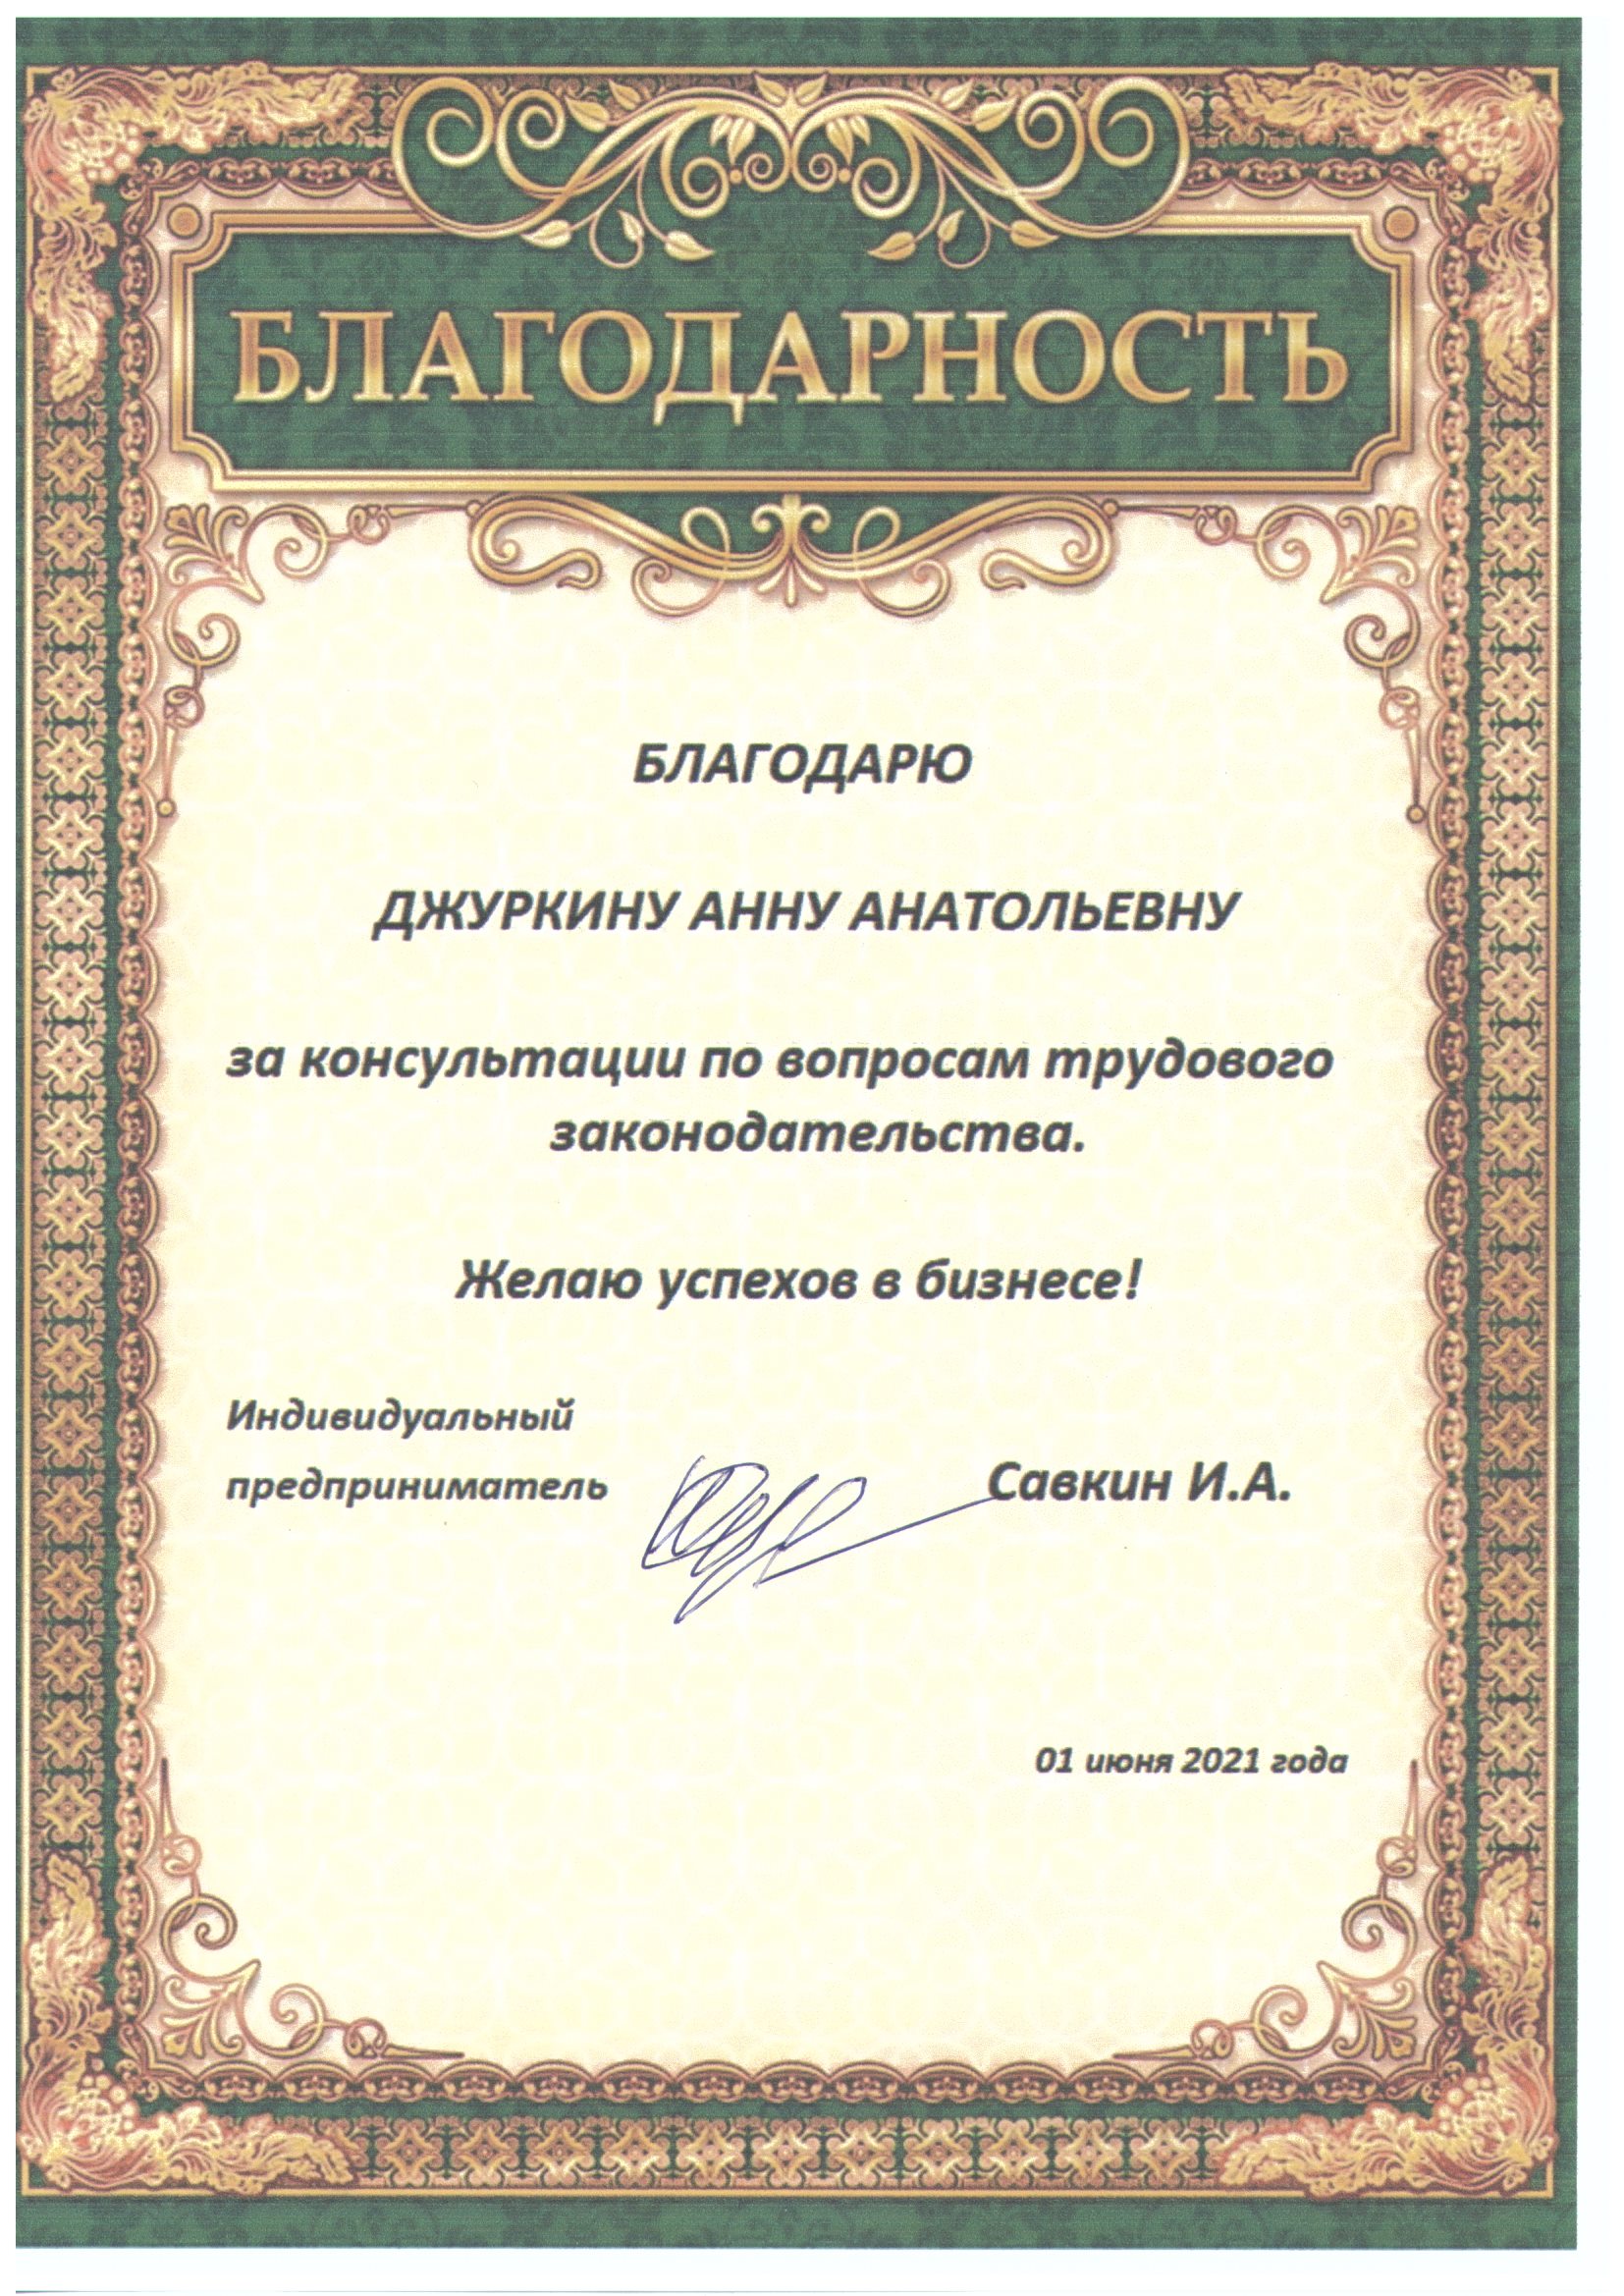 БЛАГОДАРНОСТЬ
БЛАГОДАРЮ
ДЖУРКИНУ АННУ АНАТОЛЬЕВНУ
за консультации по вопросам трудового
законодательства.
Желаю успехов в бизнесе!
Индивидуальный
предприниматель Савкин И.А.
01 июня 2021 года